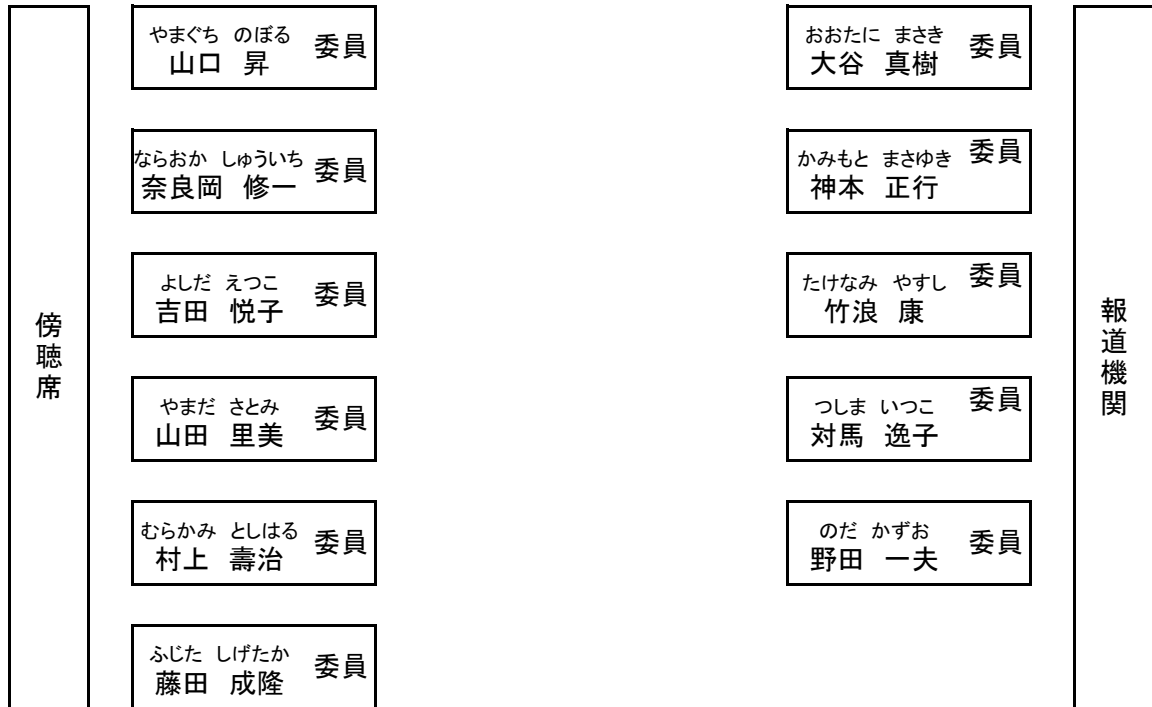 傍聴席
やまぐち のぼる
山口 昇 委員
ならおか しゅういち
奈良岡 修一 委員
よしだ えつこ
吉田 悦子 委員
やまだ さとみ
山田 里美 委員
むらかみ としはる
村上 壽治 委員
ふじた しげたか
藤田 成隆 委員
おおたに まさき
大谷 真樹 委員
かみもと まさゆき
神本 正行 委員
たけなみ やすし
竹浪 康 委員
つしま いつこ
対馬 逸子 委員
のだ かずお
野田 一夫 委員
報道機関